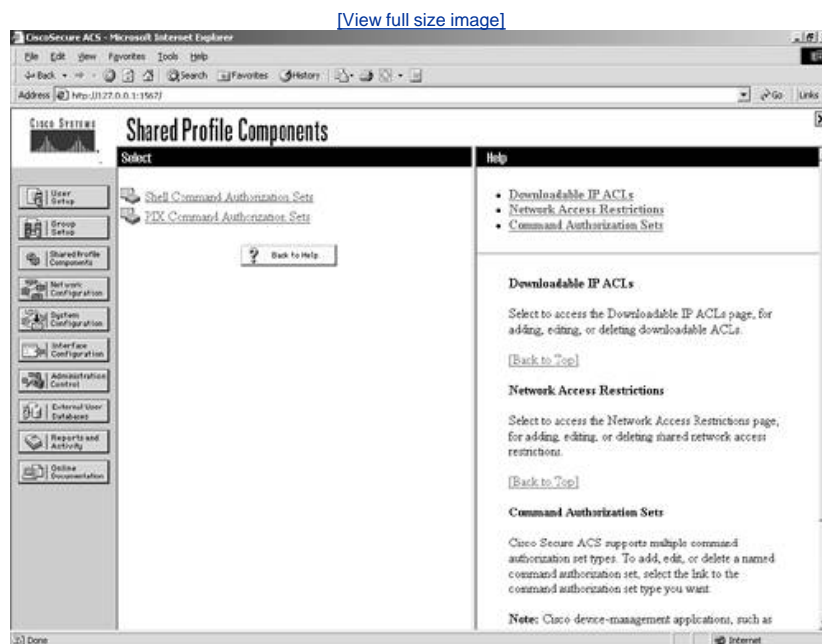 [View full size image]
CiscoSecure ACS - Microsoft Internet Explorer
File Edit View Favorites Tools Help
Back Search Favorites History
Address http://127.0.0.1:1567/ Go Links
CISCO SYSTEMS
Shared Profile Components
Select
Shell Command Authorization Sets
PIX Command Authorization Sets
? Back to Help
User
Setup
Group
Setup
Shared Profile
Components
Network
Configuration
System
Configuration
Interface
Configuration
Administration
Control
External User
Databases
Reports and
Activity
Online
Documentation
Help
Downloadable IP ACLs
Network Access Restrictions
Command Authorization Sets
Downloadable IP ACLs
Select to access the Downloadable IP ACLs page, for
adding, editing, or deleting downloadable ACLs.
[Back to Top]
Network Access Restrictions
Select to access the Network Access Restrictions page,
for adding, editing, or deleting shared network access
restrictions.
[Back to Top]
Command Authorization Sets
Cisco Secure ACS supports multiple command
authorization set types. To add, edit, or delete a named
command authorization set, select the link to the
command authorization set type you want.
Note: Cisco device-management applications, such as
Done
Internet